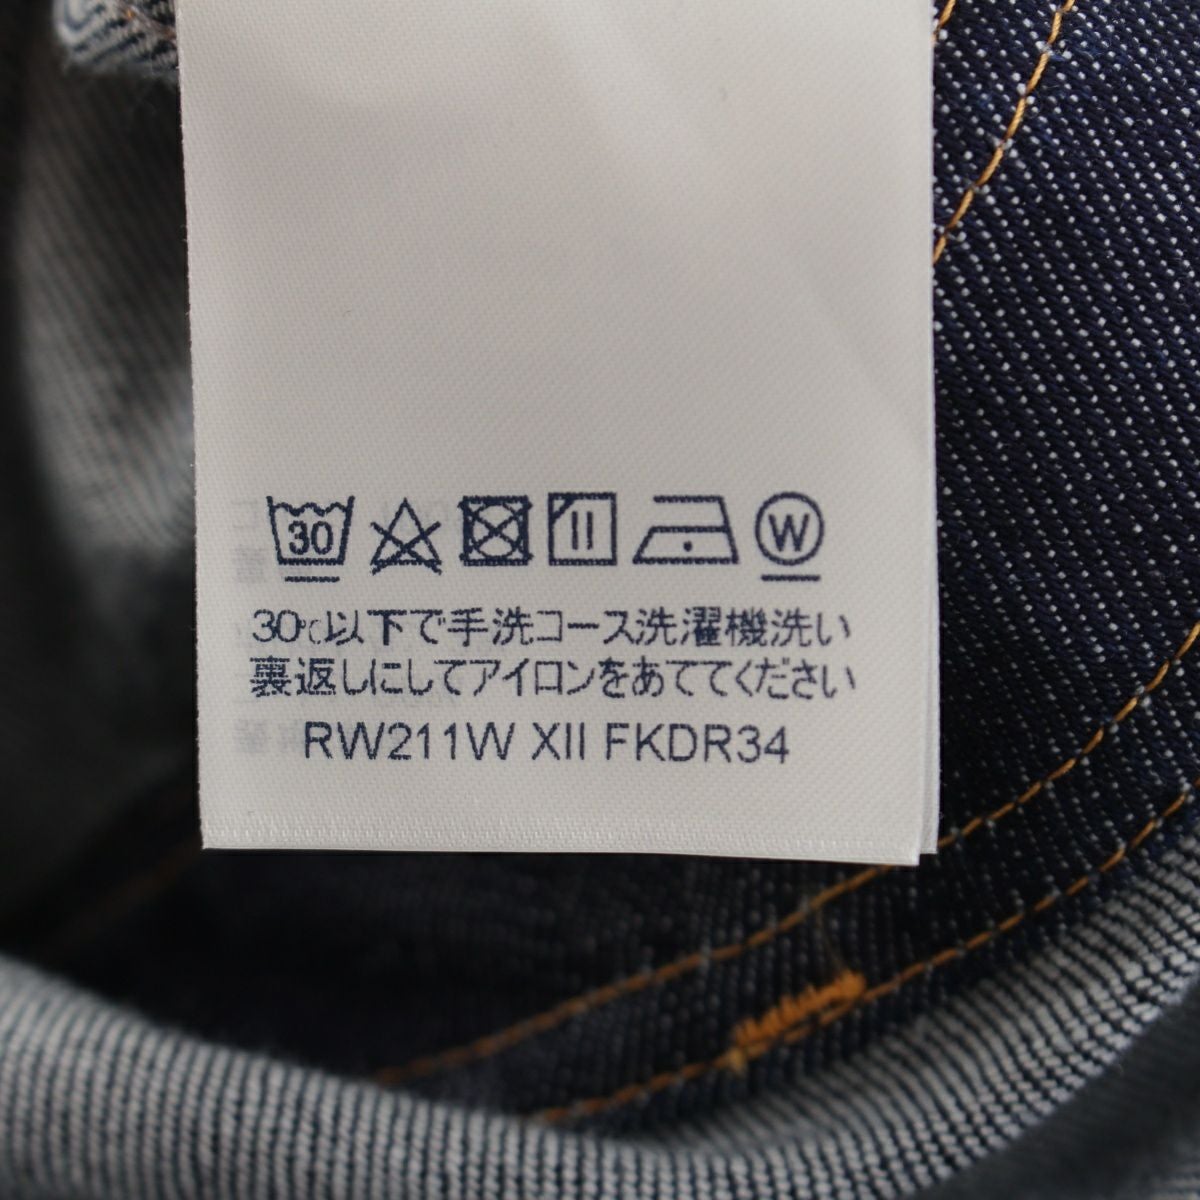 30
W
30℃以下で手洗コース洗濯機洗い
裏返しにしてアイロンをあててください
RW211W XII FKDR34